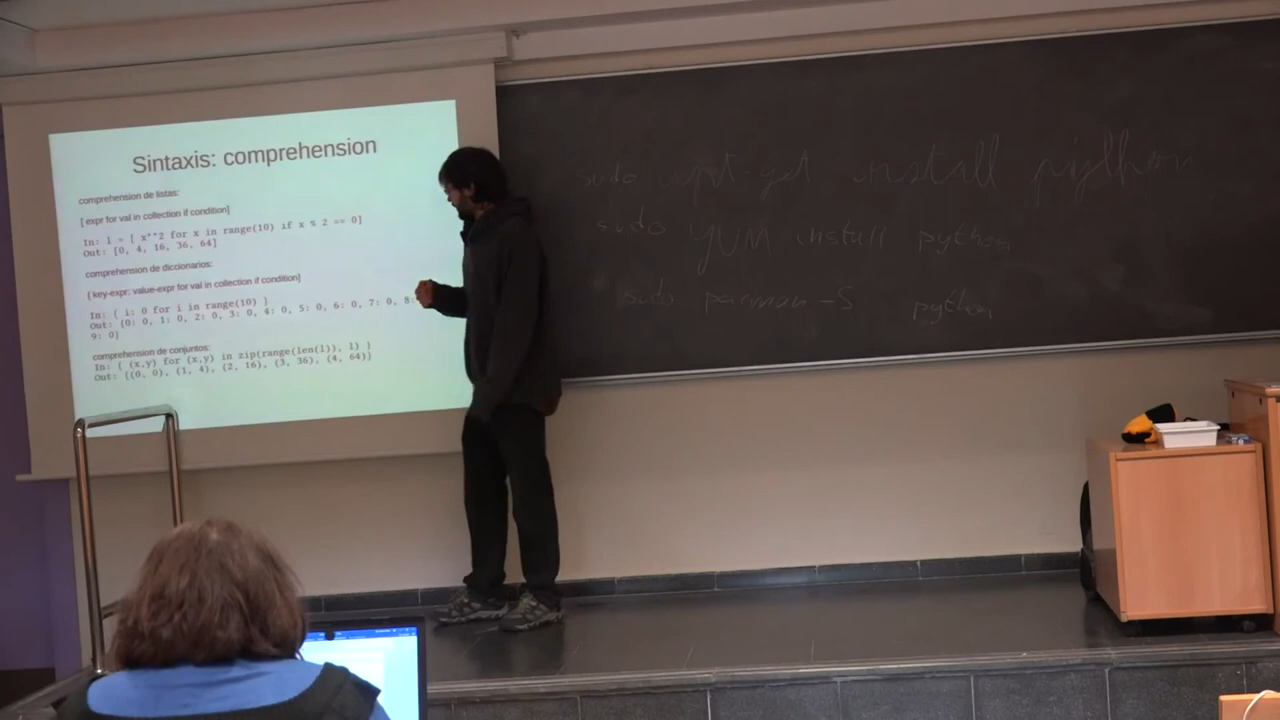 Sintaxis: comprehension
comprehension de listas:
[ expr for val in collection if condition]
In: l = [ x**2 for x in range(10) if x % 2 == 0]
Out: [0, 4, 16, 36, 64]
comprehension de diccionarios:
[ key-expr: value-expr for val in collection if condition]
In: { i: 0 for i in range(10) }
Out: {0: 0, 1: 0, 2: 0, 3: 0, 4: 0, 5: 0, 6: 0, 7: 0, 8:
9: 0}
comprehension de conjuntos:
In: { (x,y) for (x,y) in zip(range(len(l)), l) }
Out: {(0, 0), (1, 4), (2, 16), (3, 36), (4, 64)}
sudo apt-get install python
sudo YUM install python
sudo pacman -S python